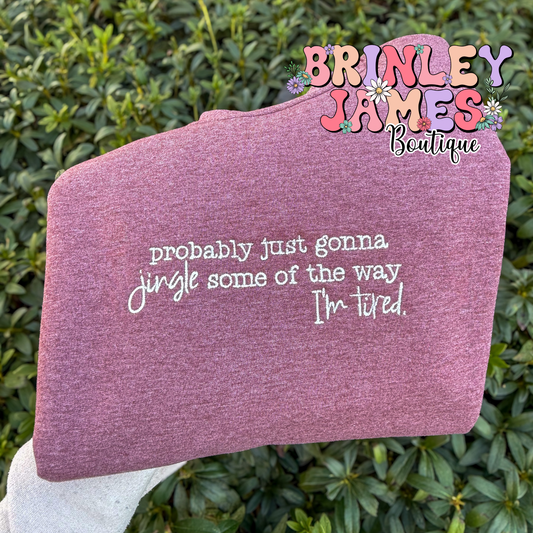 BRINLEY
JAMES
Boutique
probably just gonna
jingle some of the way
I'm tired.